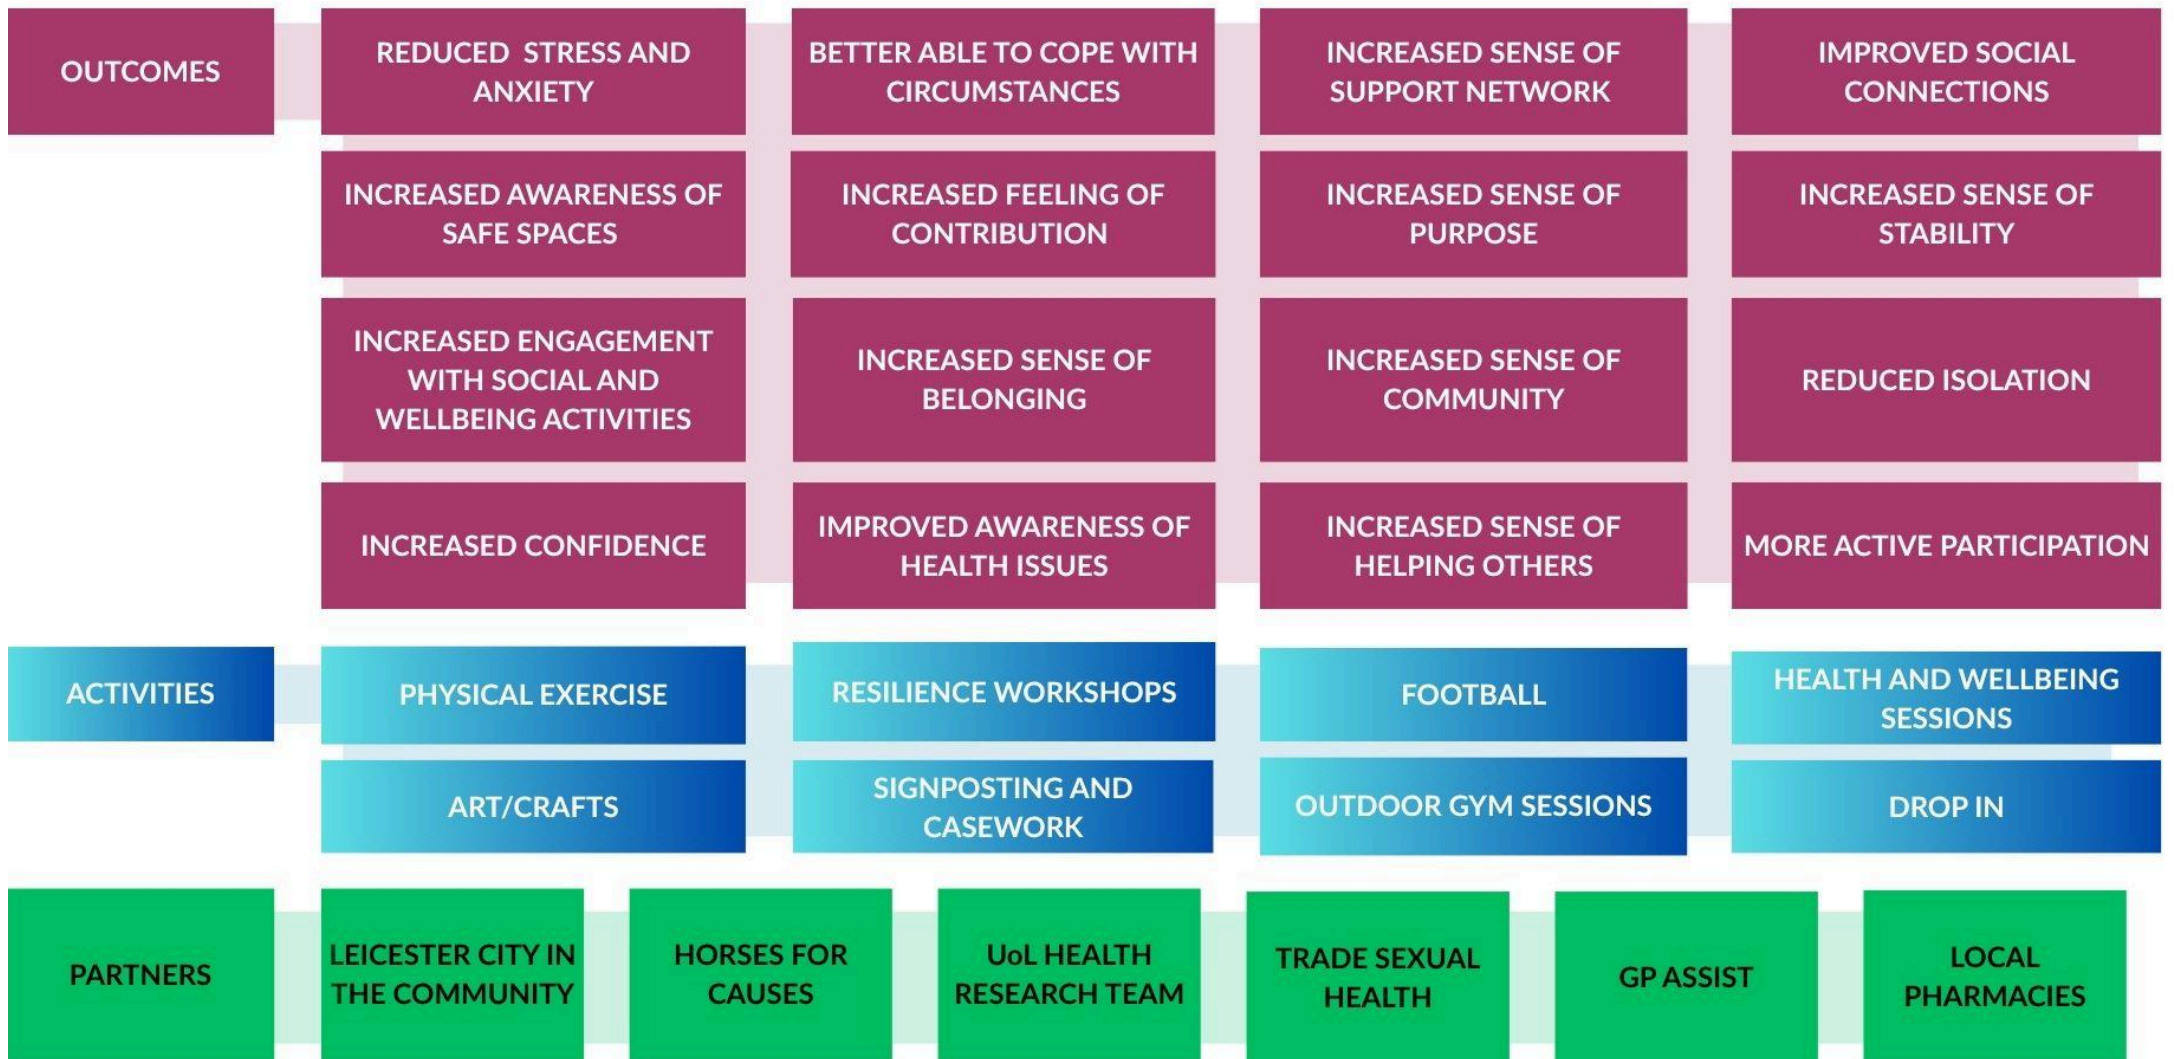 OUTCOMES
REDUCED STRESS AND
ANXIETY
BETTER ABLE TO COPE WITH
CIRCUMSTANCES
INCREASED SENSE OF
SUPPORT NETWORK
IMPROVED SOCIAL
CONNECTIONS
INCREASED AWARENESS OF
SAFE SPACES
INCREASED FEELING OF
CONTRIBUTION
INCREASED SENSE OF
PURPOSE
INCREASED SENSE OF
STABILITY
INCREASED ENGAGEMENT
WITH SOCIAL AND
WELLBEING ACTIVITIES
INCREASED SENSE OF
BELONGING
INCREASED SENSE OF
COMMUNITY
REDUCED ISOLATION
INCREASED CONFIDENCE
IMPROVED AWARENESS OF
HEALTH ISSUES
INCREASED SENSE OF
HELPING OTHERS
MORE ACTIVE PARTICIPATION
ACTIVITIES
PHYSICAL EXERCISE
RESILIENCE WORKSHOPS
FOOTBALL
HEALTH AND WELLBEING
SESSIONS
ART/CRAFTS
SIGNPOSTING AND
CASEWORK
OUTDOOR GYM SESSIONS
DROP IN
PARTNERS
LEICESTER CITY IN
THE COMMUNITY
HORSES FOR
CAUSES
UoL HEALTH
RESEARCH TEAM
TRADE SEXUAL
HEALTH
GP ASSIST
LOCAL
PHARMACIES